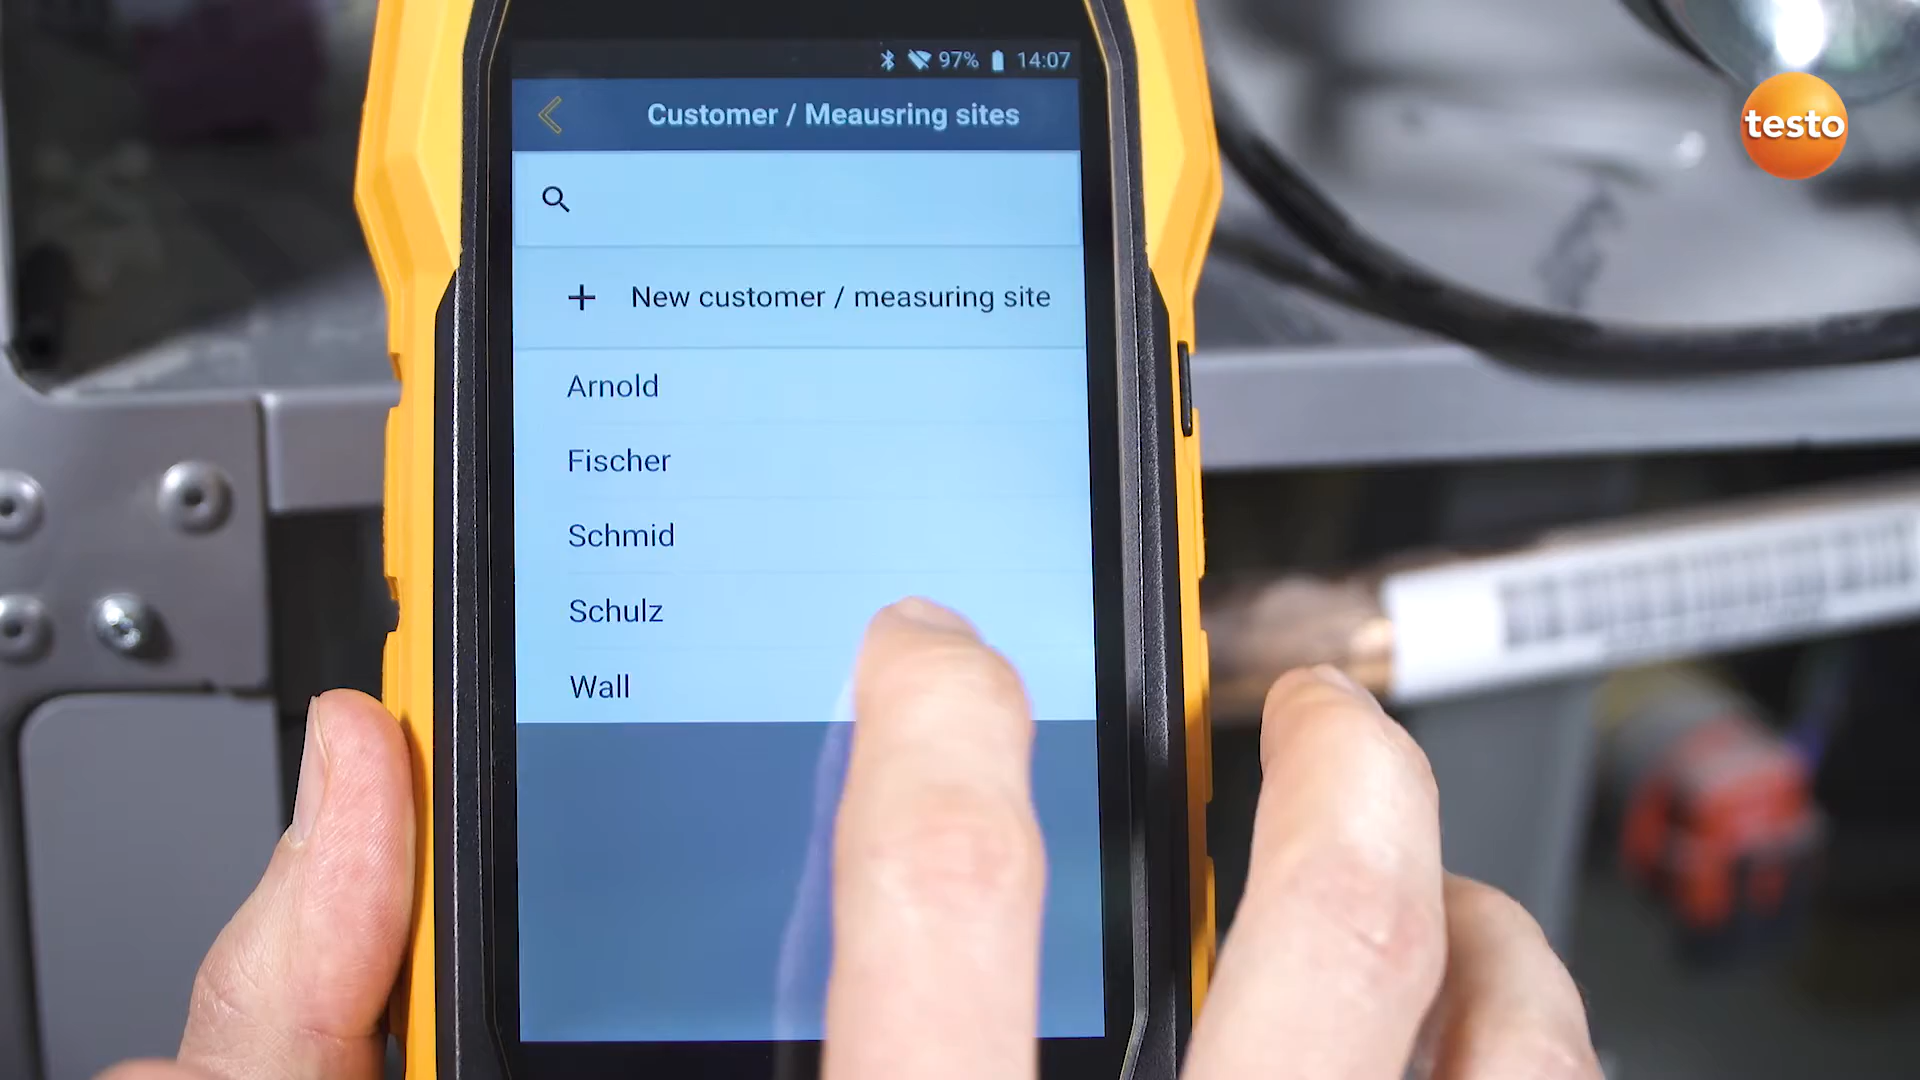 97% 14:07
testo
Customer / Meausring sites
New customer / measuring site
Arnold
Fischer
Schmid
Schulz
Wall